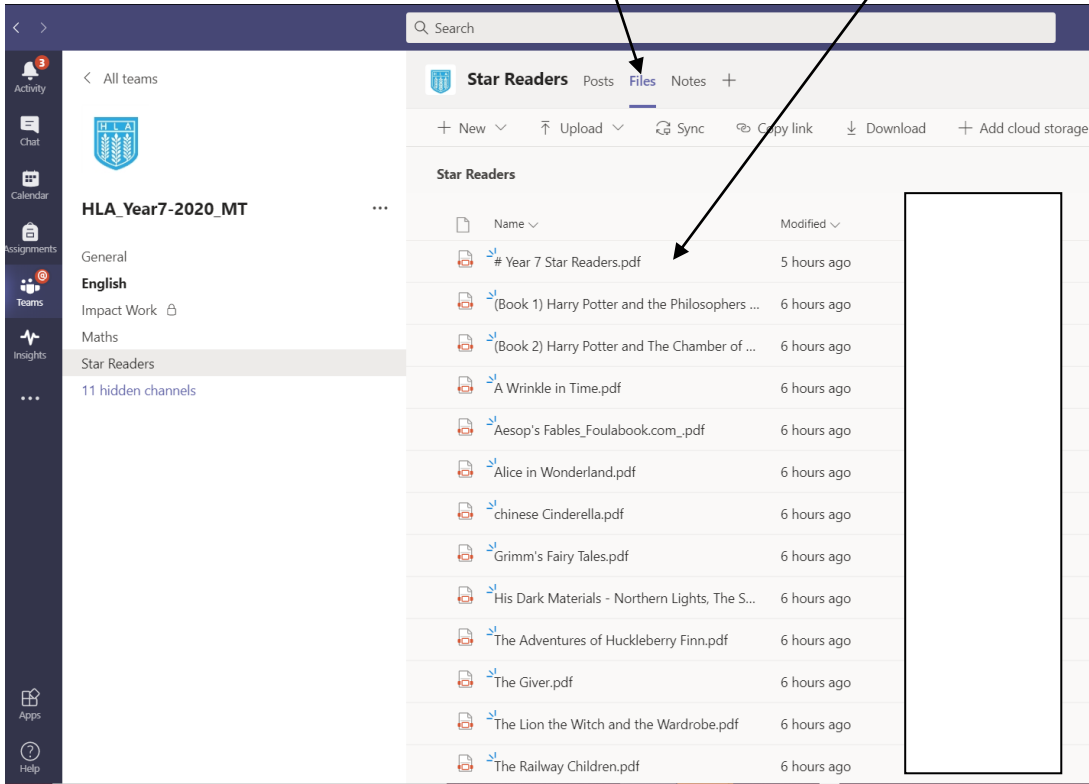 Search
3
Activity
Chat
Calendar
Assignments
@
Teams
Insights
Apps
Help
All teams
HLA
HLA_Year7-2020_MT
General
English
Impact Work
Maths
Star Readers
11 hidden channels
Star Readers Posts Files Notes
New Upload Sync Copy link Download Add cloud storage
Star Readers
Name Modified
# Year 7 Star Readers.pdf 5 hours ago
(Book 1) Harry Potter and the Philosophers ... 6 hours ago
(Book 2) Harry Potter and The Chamber of ... 6 hours ago
A Wrinkle in Time.pdf 6 hours ago
Aesop's Fables_Foulabook.com_.pdf 6 hours ago
Alice in Wonderland.pdf 6 hours ago
chinese Cinderella.pdf 6 hours ago
Grimm's Fairy Tales.pdf 6 hours ago
His Dark Materials - Northern Lights, The S... 6 hours ago
The Adventures of Huckleberry Finn.pdf 6 hours ago
The Giver.pdf 6 hours ago
The Lion the Witch and the Wardrobe.pdf 6 hours ago
The Railway Children.pdf 6 hours ago